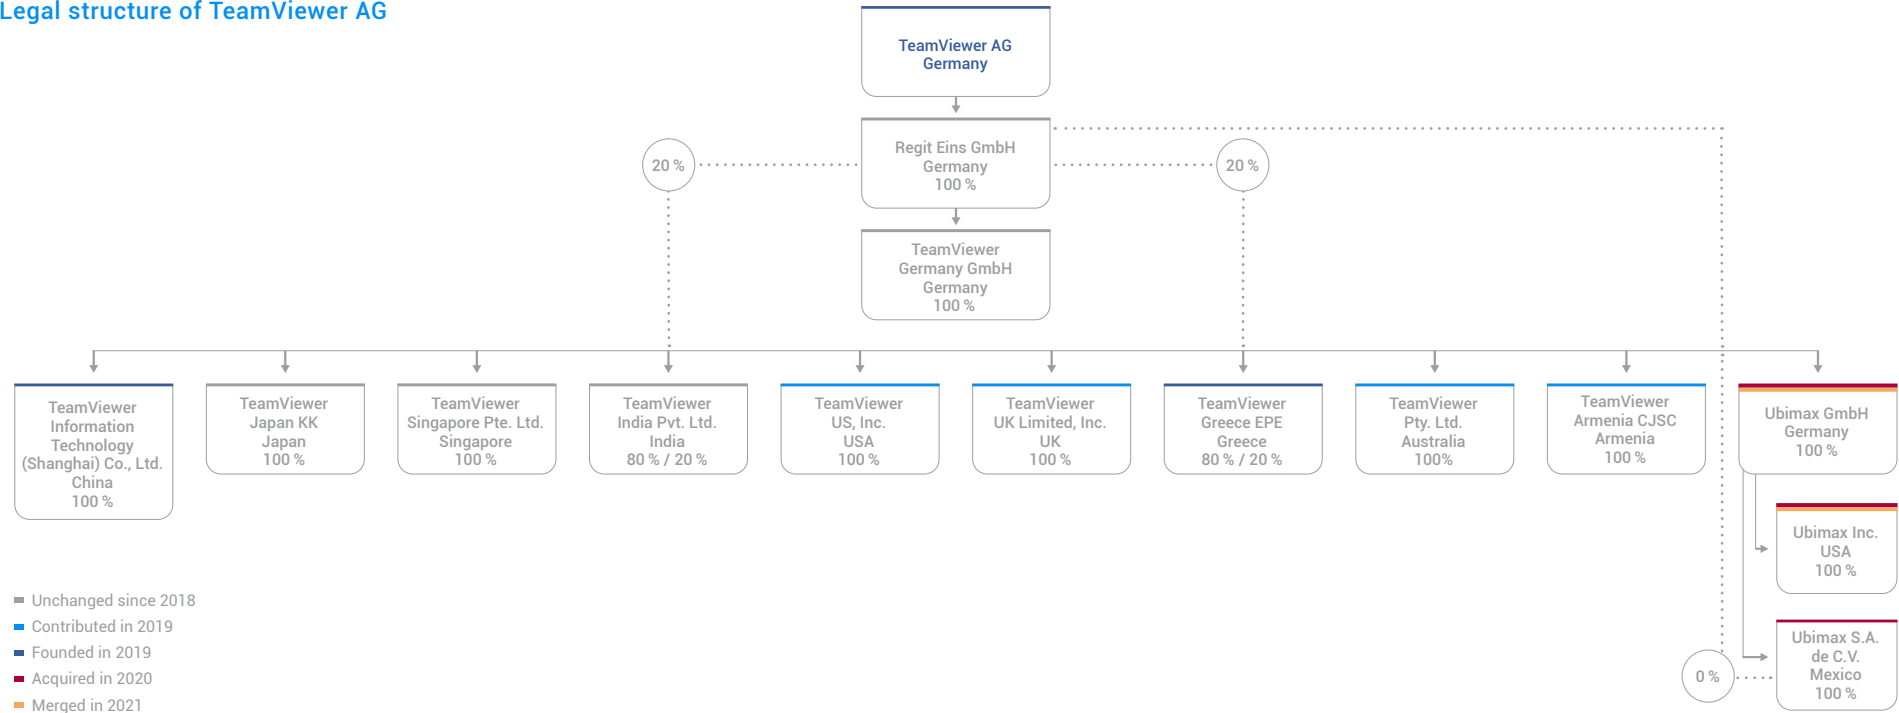 Legal structure of TeamViewer AG
TeamViewer AG
Germany
Regit Eins GmbH
Germany
100 %
20 %
20 %
TeamViewer
Germany GmbH
Germany
100 %
TeamViewer
Information
Technology
(Shanghai) Co., Ltd.
China
100 %
TeamViewer
Japan KK
Japan
100 %
TeamViewer
Singapore Pte. Ltd.
Singapore
100 %
TeamViewer
India Pvt. Ltd.
India
80 % / 20 %
TeamViewer
US, Inc.
USA
100 %
TeamViewer
UK Limited, Inc.
UK
100 %
TeamViewer
Greece EPE
Greece
80 % / 20 %
TeamViewer
Pty. Ltd.
Australia
100%
TeamViewer
Armenia CJSC
Armenia
100 %
Ubimax GmbH
Germany
100 %
Ubimax Inc.
USA
100 %
Ubimax S.A.
de C.V.
Mexico
100 %
0 %
Unchanged since 2018
Contributed in 2019
Founded in 2019
Acquired in 2020
Merged in 2021